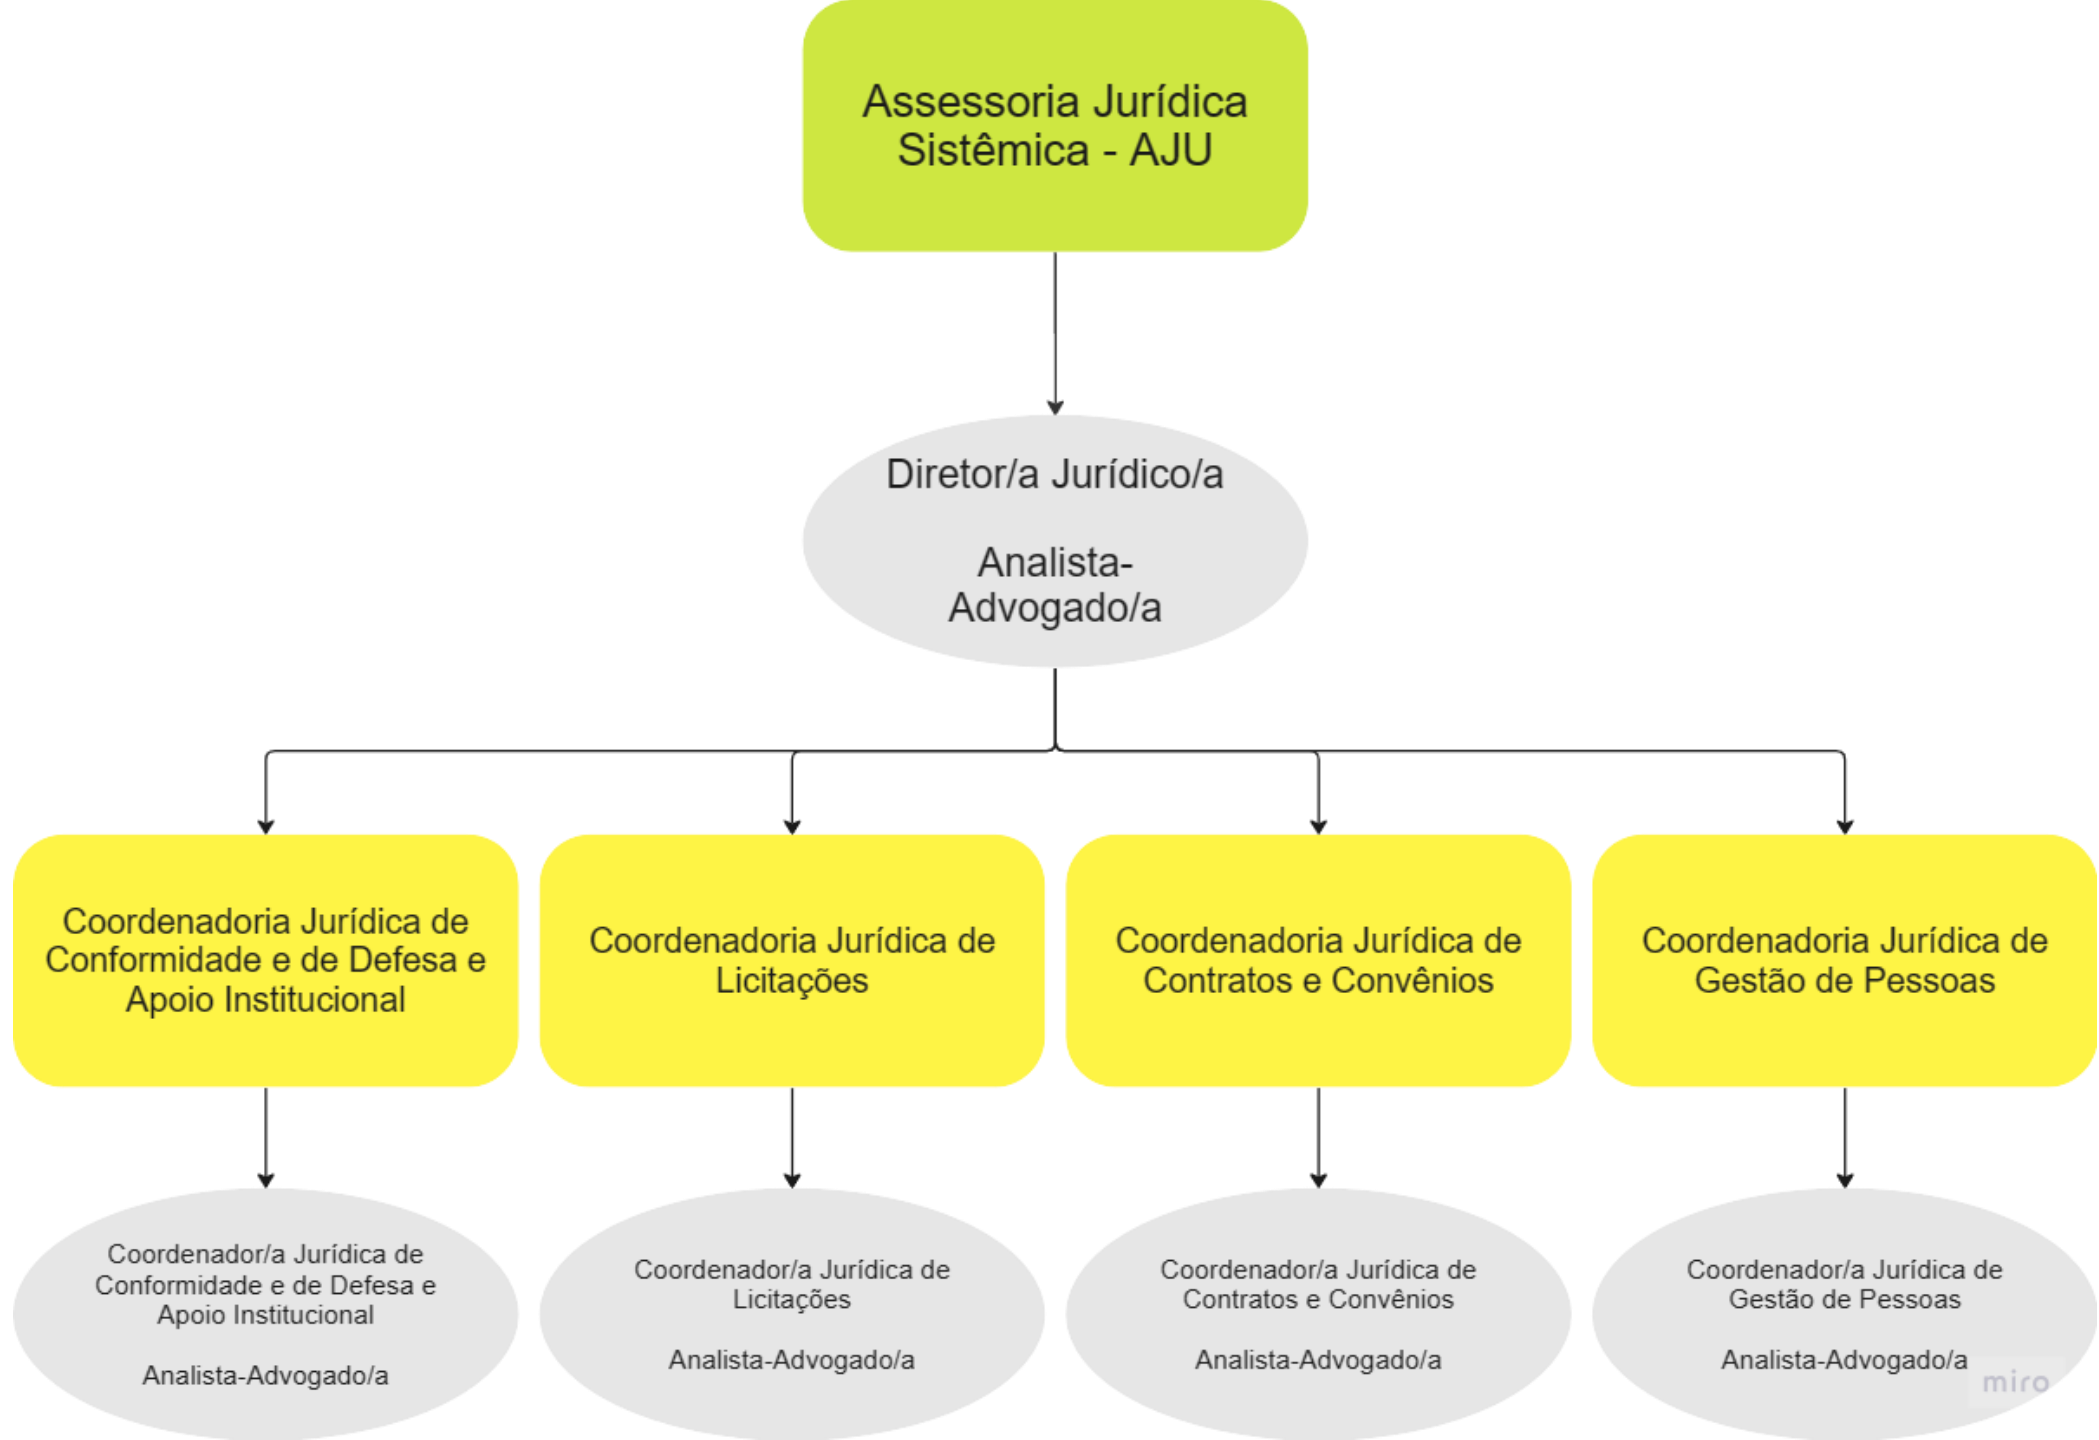 Assessoria Jurídica
Sistêmica - AJU
Diretor/a Jurídico/a
Analista-
Advogado/a
Coordenadoria Jurídica de
Conformidade e de Defesa e
Apoio Institucional
Coordenadoria Jurídica de
Licitações
Coordenadoria Jurídica de
Contratos e Convênios
Coordenadoria Jurídica de
Gestão de Pessoas
Coordenador/a Jurídica de
Conformidade e de Defesa e
Apoio Institucional
Analista-Advogado/a
Coordenador/a Jurídica de
Licitações
Analista-Advogado/a
Coordenador/a Jurídica de
Contratos e Convênios
Analista-Advogado/a
Coordenador/a Jurídica de
Gestão de Pessoas
Analista-Advogado/a
miro